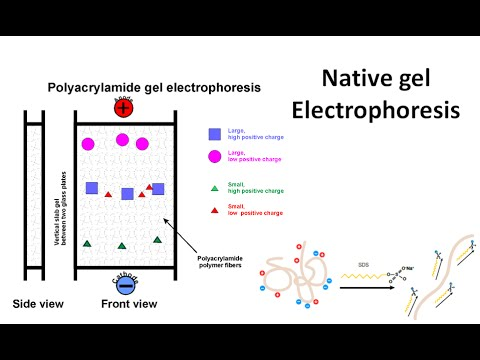 Native gel
Electrophoresis
Polyacrylamide gel electrophoresis
Anode
+
Large,
high positive charge
Large,
low positive charge
Small,
high positive charge
Small,
low positive charge
Vertical slab gel
between two glass plates
Polyacrylamide
polymer fibers
Cathode
Side view
Front view
SDS